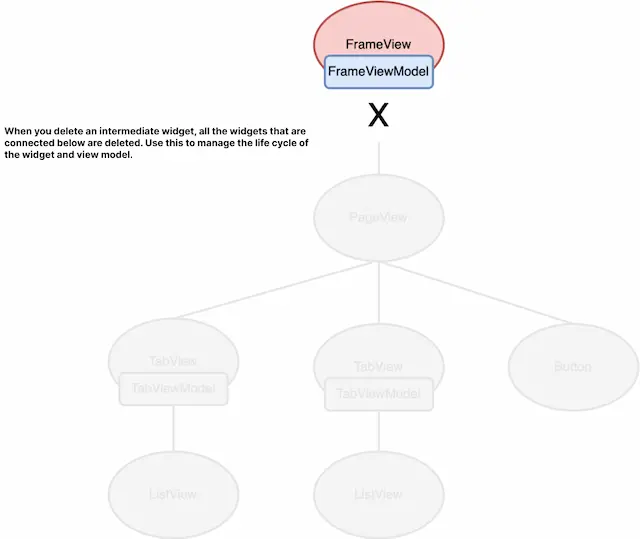 FrameView
FrameViewModel
X
When you delete an intermediate widget, all the widgets that are
connected below are deleted. Use this to manage the life cycle of
the widget and view model.
PageView
TabView
TabViewModel
TabView
TabViewModel
Button
ListView
ListView